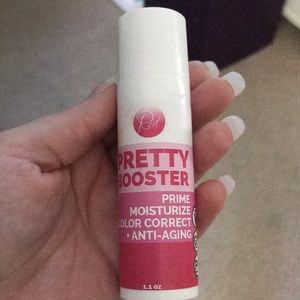 PRETTY
BOOSTER
PRIME
MOISTURIZE
COLOR CORRECT
+ ANTI-AGING
1.1 oz